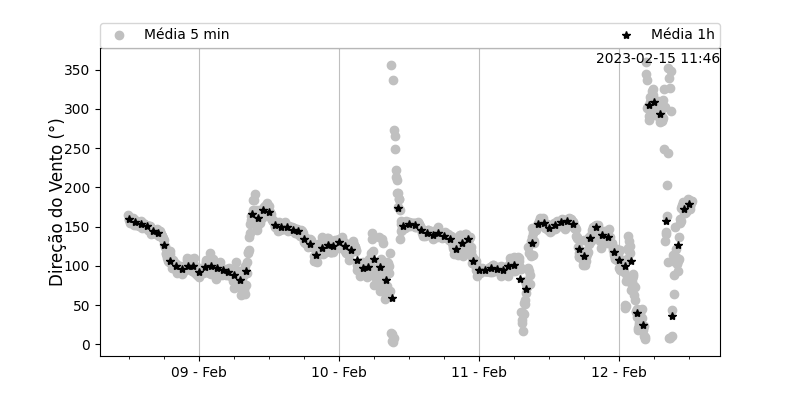 Média 5 min
Média 1h
2023-02-15 11:46
Direção do Vento (°)
350
300
250
200
150
100
50
0
09 - Feb
10 - Feb
11 - Feb
12 - Feb